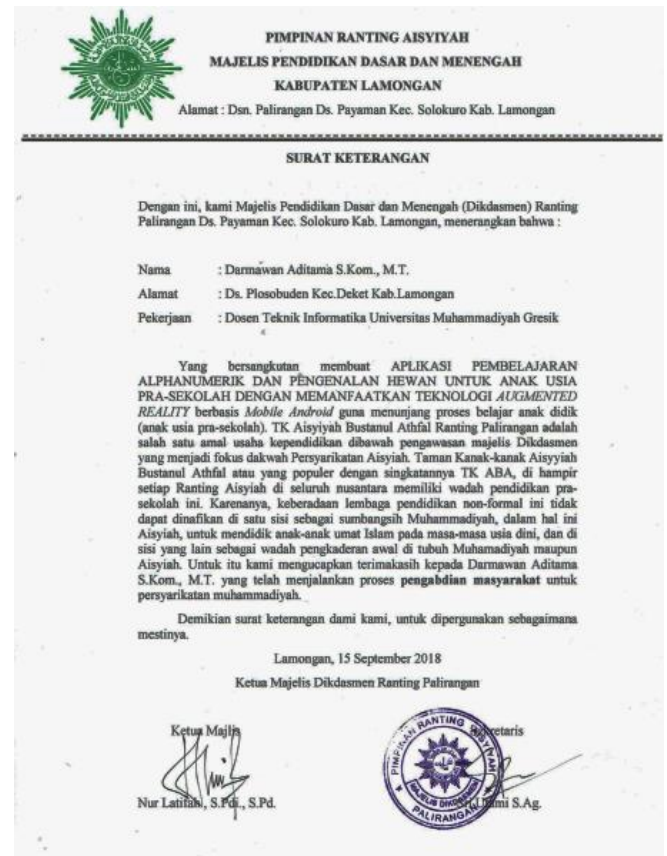 PIMPINAN RANTING AISYIYAH
MAJELIS PENDIDIKAN DASAR DAN MENENGAH
KABUPATEN LAMONGAN
Alamat : Dsn. Palirangan Ds. Payaman Kec. Solokuro Kab. Lamongan
SURAT KETERANGAN
Dengan ini, kami Majelis Pendidikan Dasar dan Menengah (Dikdasmen) Ranting
Palirangan Ds. Payaman Kec. Solokuro Kab. Lamongan, menerangkan bahwa :
Nama : Darmawan Aditama S.Kom., M.T.
Alamat : Ds. Plosobuden Kec.Deket Kab.Lamongan
Pekerjaan : Dosen Teknik Informatika Universitas Muhammadiyah Gresik
Yang bersangkutan membuat APLIKASI PEMBELAJARAN
ALPHANUMERIK DAN PENGENALAN HEWAN UNTUK ANAK USIA
PRA-SEKOLAH DENGAN MEMANFAATKAN TEKNOLOGI AUGMENTED
REALITY berbasis Mobile Android guna menunjang proses belajar anak didik
(anak usia pra-sekolah). TK Aisyiyah Bustanul Athfal Ranting Palirangan adalah
salah satu amal usaha kependidikan dibawah pengawasan majelis Dikdasmen
yang menjadi fokus dakwah Persyarikatan Aisyiah. Taman Kanak-kanak Aisyyiah
Bustanul Athfal atau yang populer dengan singkatannya TK ABA, di hampir
setiap Ranting Aisyiah di seluruh nusantara memiliki wadah pendidikan pra-
sekolah ini. Karenanya, keberadaan lembaga pendidikan non-formal ini tidak
dapat dinafikan di satu sisi sebagai sumbangsih Muhammadiyah, dalam hal ini
Aisyiah, untuk mendidik anak-anak umat Islam pada masa-masa usia dini, dan di
sisi yang lain sebagai wadah pengkaderan awal di tubuh Muhamadiyah maupun
Aisyiah. Untuk itu kami mengucapkan terimakasih kepada Darmawan Aditama
S.Kom., M.T. yang telah menjalankan proses pengabdian masyarakat untuk
persyarikatan muhammadiyah.
Demikian surat keterangan dami kami, untuk dipergunakan sebagaimana
mestinya.
Lamongan, 15 September 2018
Ketua Majelis Dikdasmen Ranting Palirangan
Ketua Majlis
Sekretaris
PIMPINAN RANTING AISYIYAH
MAJELIS DIKDASMEN
PALIRANGAN
Nur Latifah, S.Pdi., S.Pd.
S.Ag.